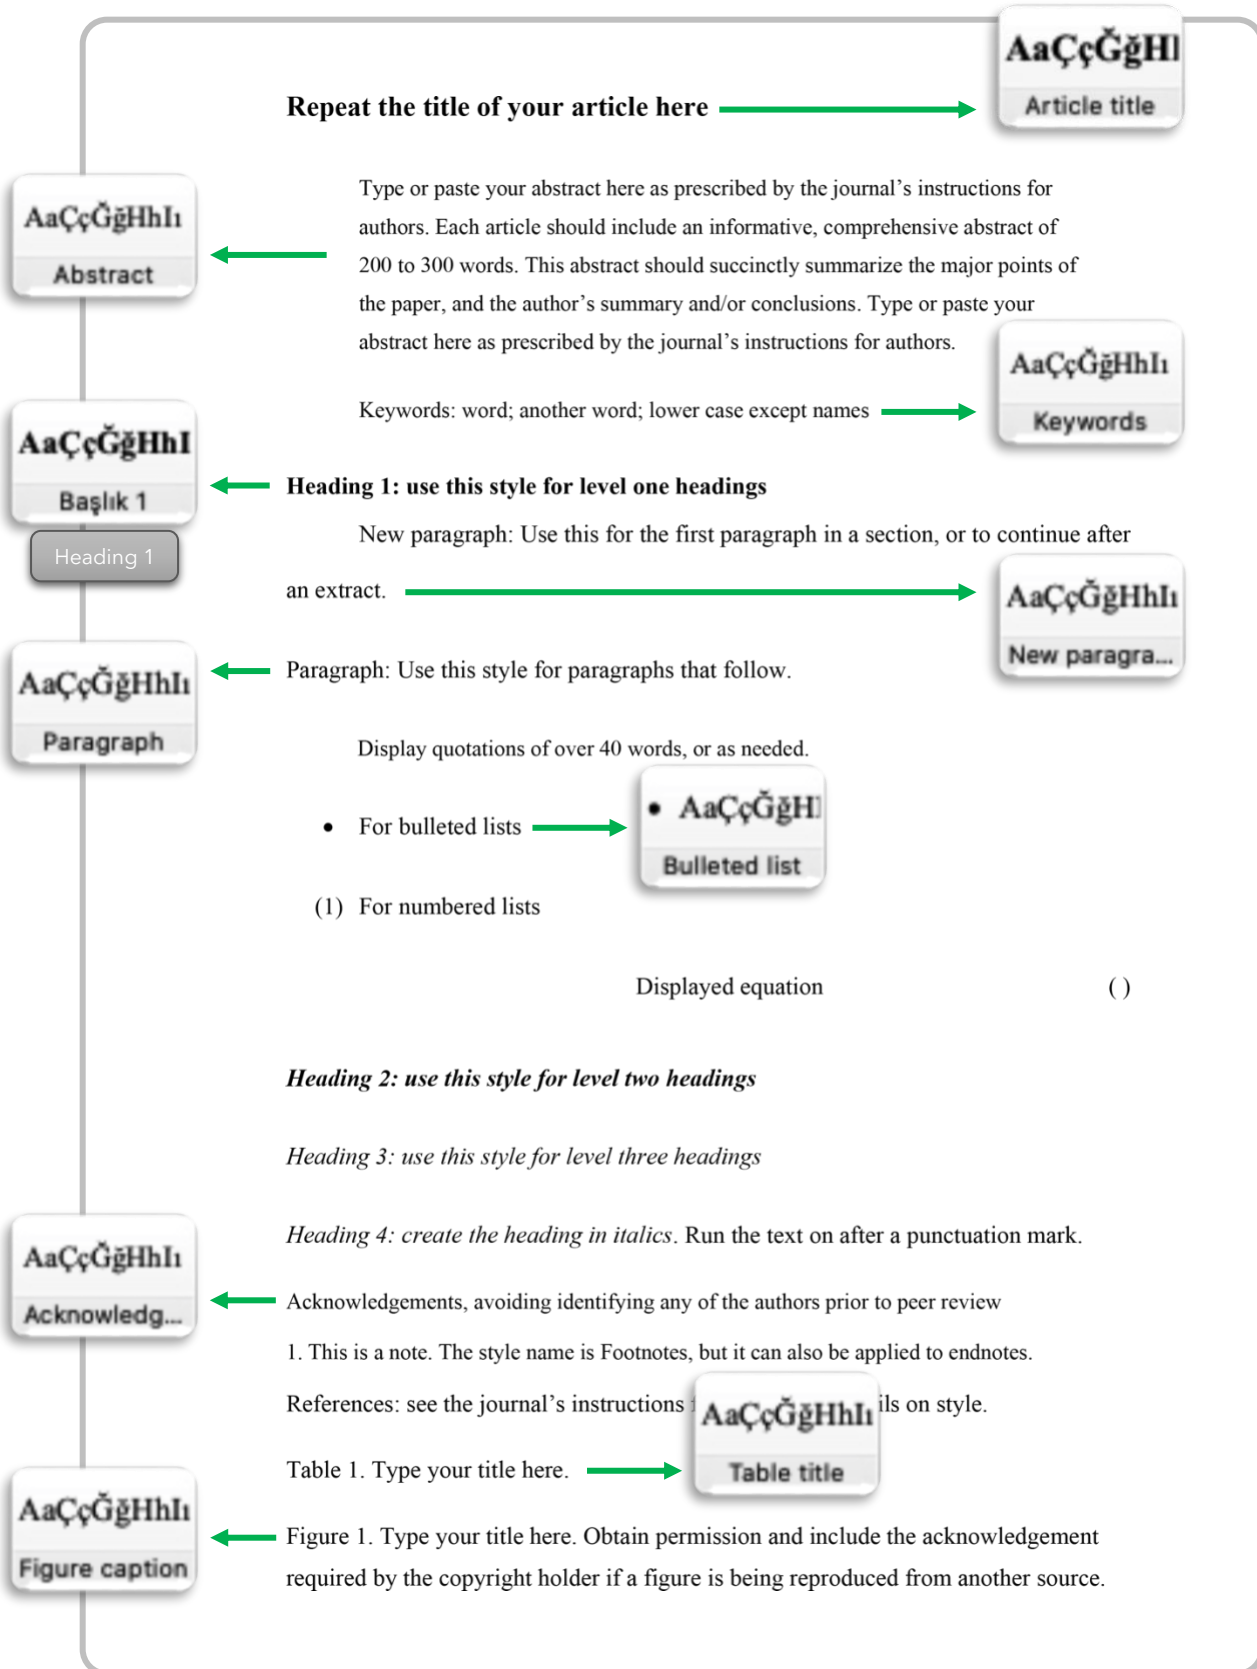 AaÇçĞğHl
Article title
Repeat the title of your article here
AaÇçĞğHhIı
Abstract
Type or paste your abstract here as prescribed by the journal’s instructions for
authors. Each article should include an informative, comprehensive abstract of
200 to 300 words. This abstract should succinctly summarize the major points of
the paper, and the author’s summary and/or conclusions. Type or paste your
abstract here as prescribed by the journal’s instructions for authors.
AaÇçĞğHhIı
Keywords
Keywords: word; another word; lower case except names
AaÇçĞğHhI
Başlık 1
Heading 1
Heading 1: use this style for level one headings
New paragraph: Use this for the first paragraph in a section, or to continue after
an extract.
AaÇçĞğHhIı
New paragra...
AaÇçĞğHhIı
Paragraph
Paragraph: Use this style for paragraphs that follow.
Display quotations of over 40 words, or as needed.
• For bulleted lists
• AaÇçĞğH
Bulleted list
(1) For numbered lists
Displayed equation ( )
Heading 2: use this style for level two headings
Heading 3: use this style for level three headings
Heading 4: create the heading in italics. Run the text on after a punctuation mark.
AaÇçĞğHhIı
Acknowledg...
Acknowledgements, avoiding identifying any of the authors prior to peer review
1. This is a note. The style name is Footnotes, but it can also be applied to endnotes.
References: see the journal’s instructions ils on style.
AaÇçĞğHhIı
Table title
Table 1. Type your title here.
AaÇçĞğHhIı
Figure caption
Figure 1. Type your title here. Obtain permission and include the acknowledgement
required by the copyright holder if a figure is being reproduced from another source.